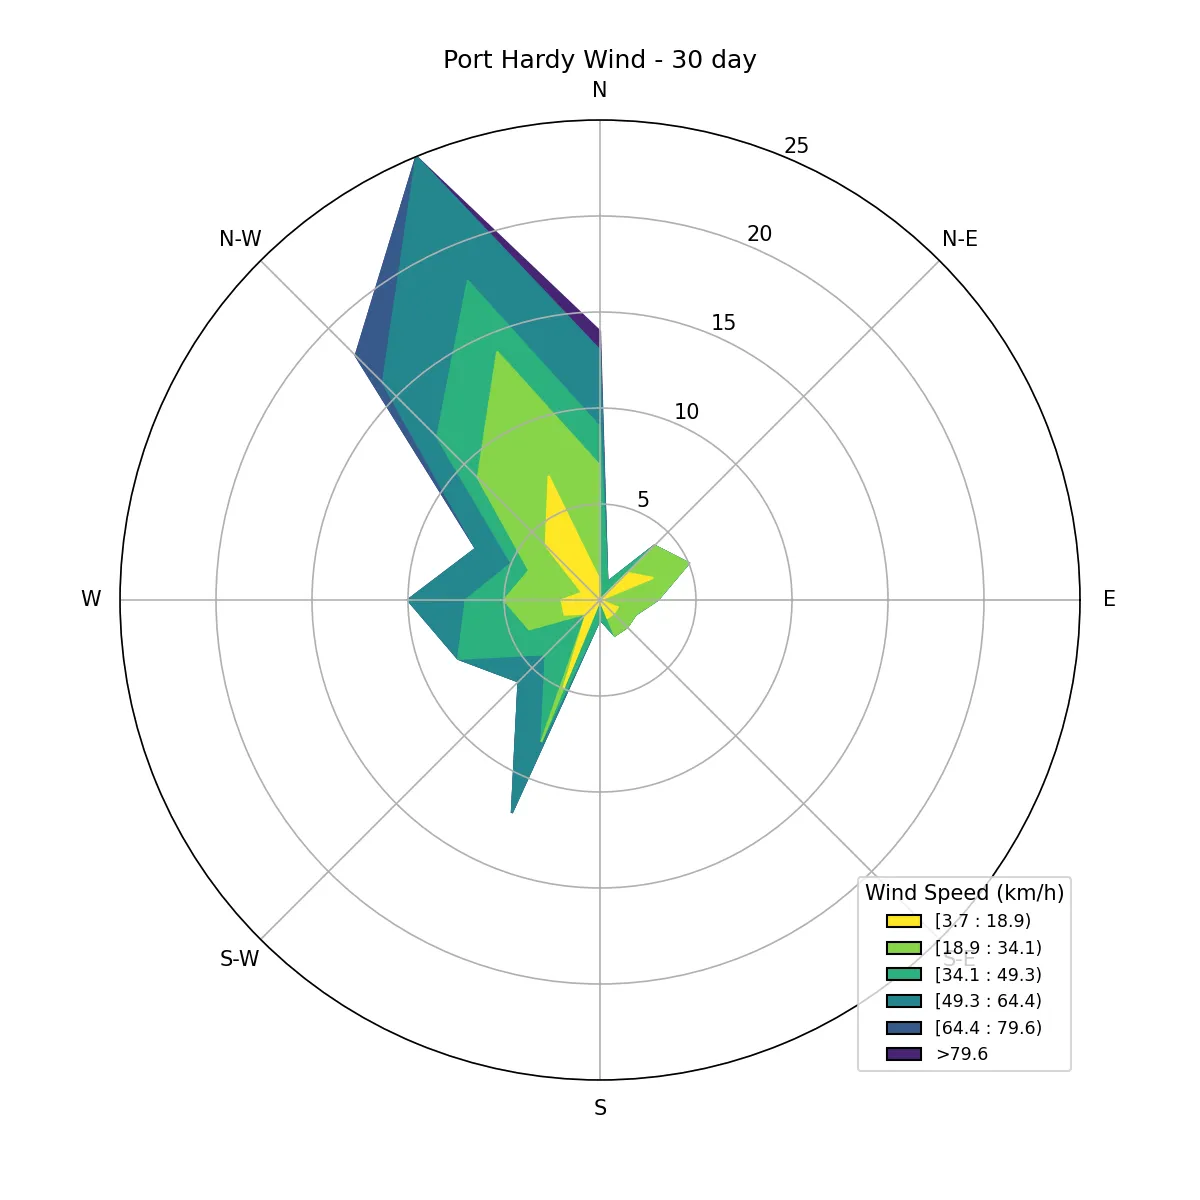 Port Hardy Wind - 30 day
N
25
N-W
20
N-E
15
10
5
W
E
Wind Speed (km/h)
[3.7 : 18.9)
[18.9 : 34.1)
S-W
S-E
[34.1 : 49.3)
[49.3 : 64.4)
[64.4 : 79.6)
>79.6
S